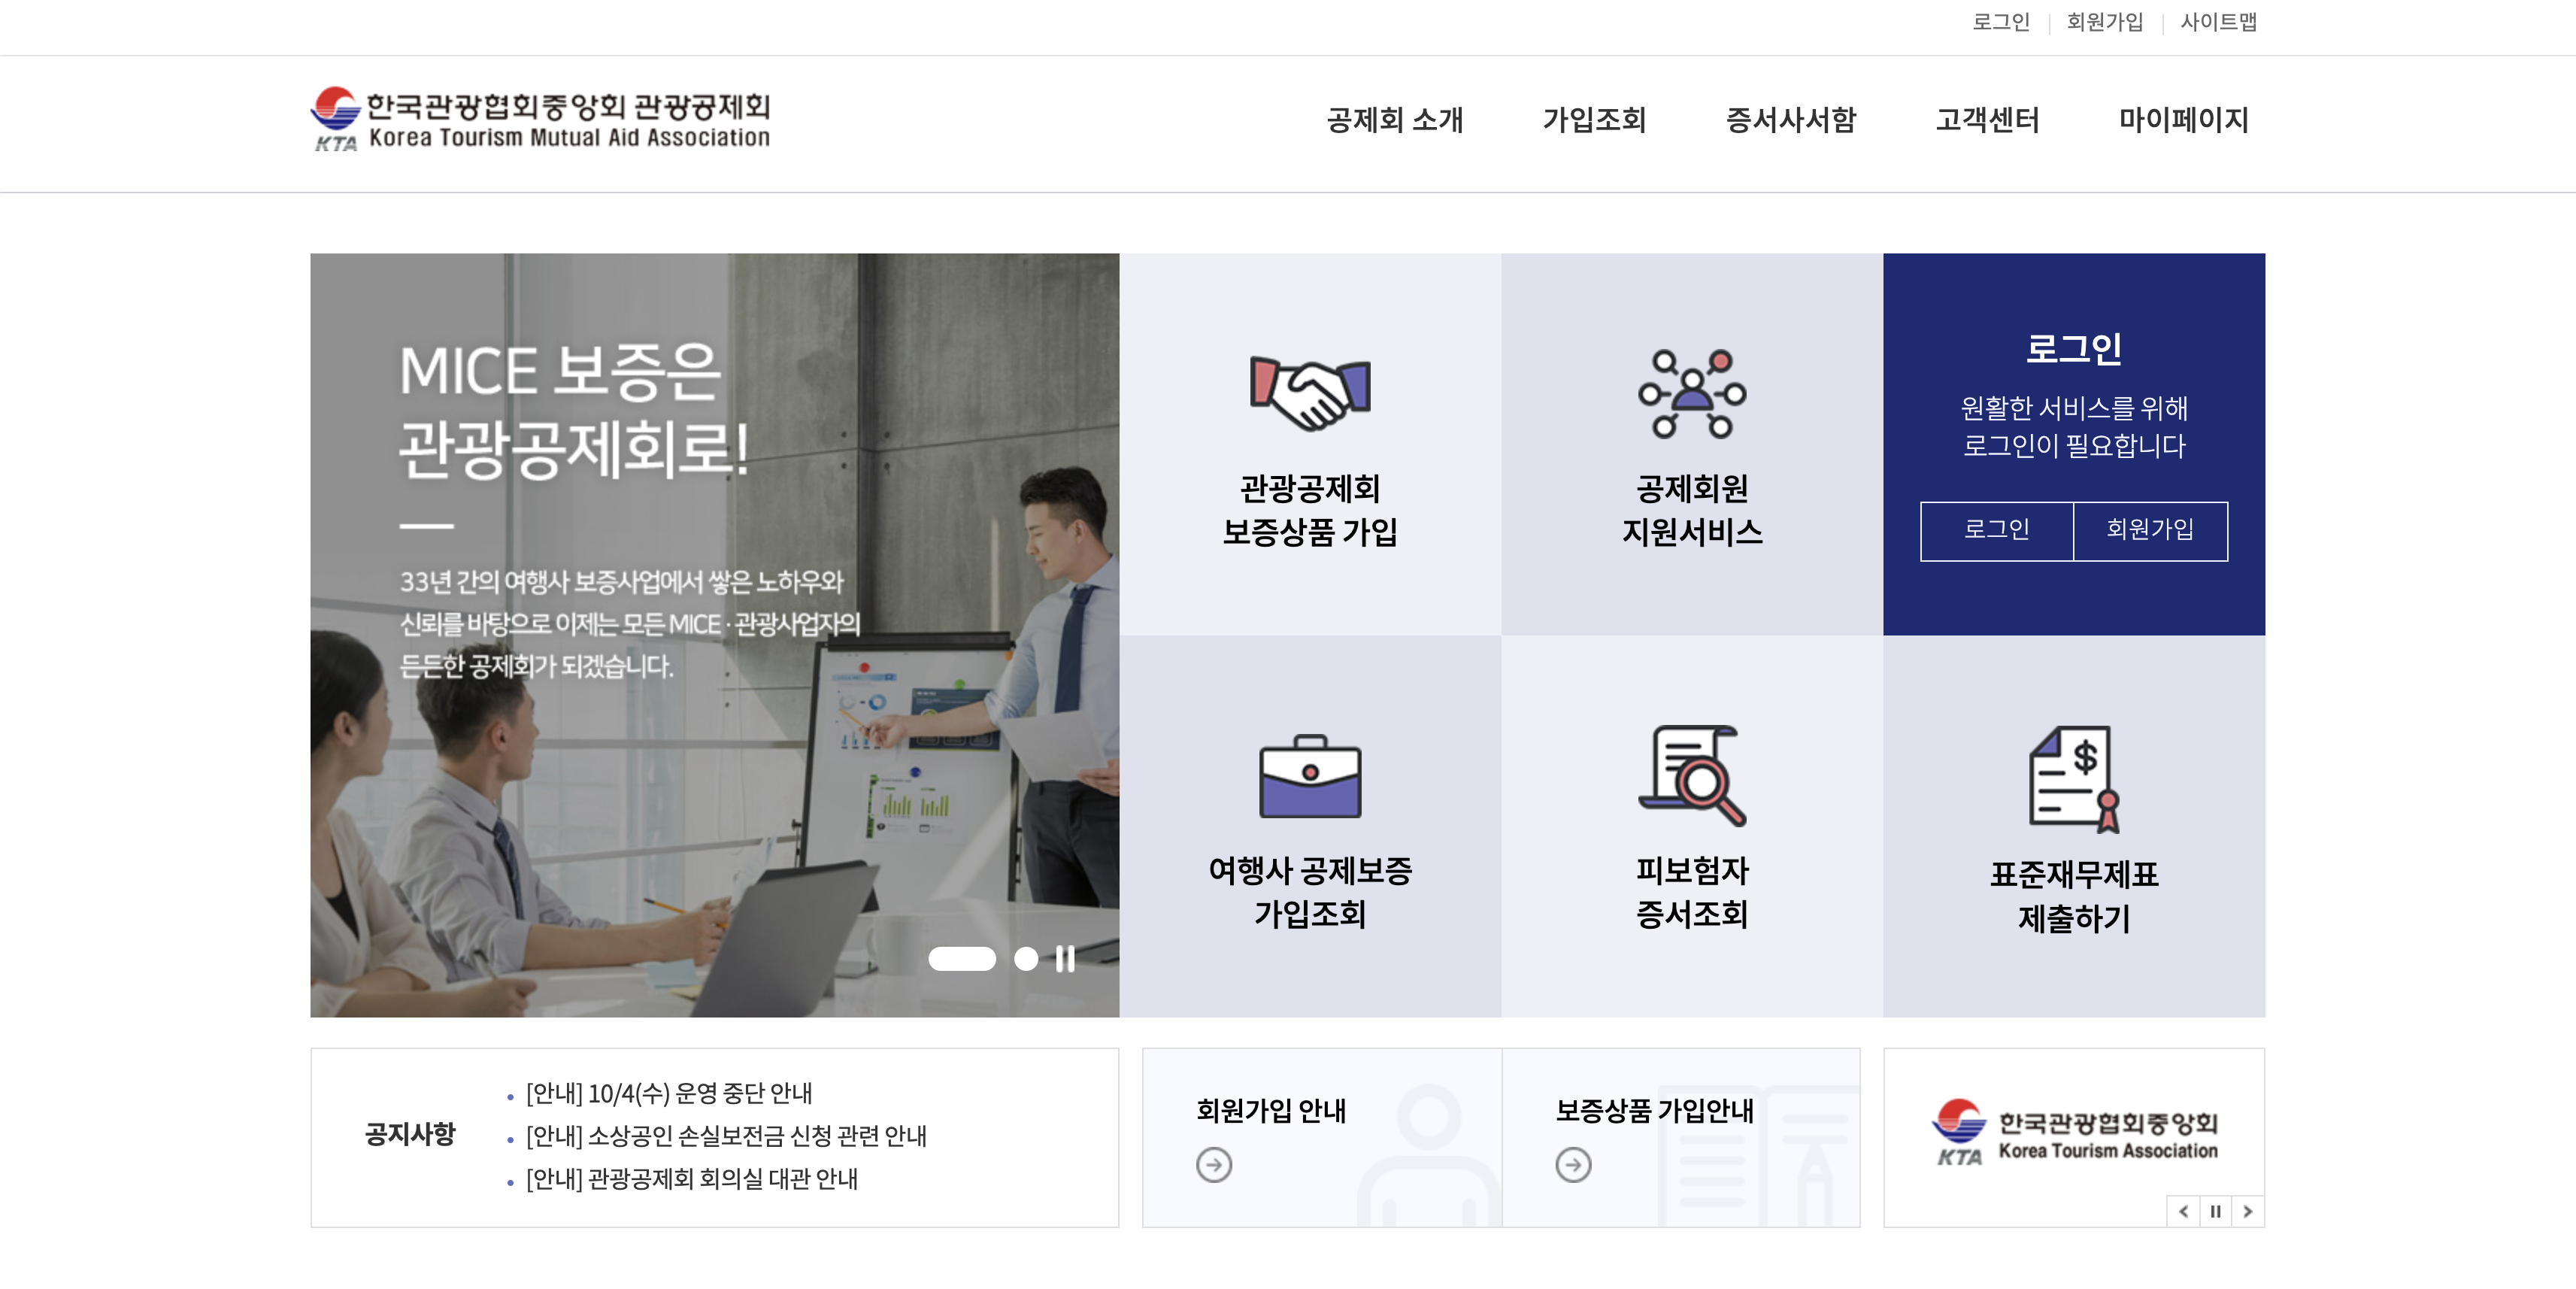 로그인
회원가입
사이트맵
한국관광협회중앙회 관광공제회
KTA Korea Tourism Mutual Aid Association
공제회 소개
가입조회
증서사서함
고객센터
마이페이지
MICE 보증은
관광공제회로!
33년 간의 여행사 보증사업에서 쌓은 노하우와
신뢰를 바탕으로 이제는 모든 MICE · 관광사업자의
든든한 공제회가 되겠습니다.
관광공제회
보증상품 가입
공제회원
지원서비스
로그인
원활한 서비스를 위해
로그인이 필요합니다
로그인
회원가입
여행사 공제보증
가입조회
피보험자
증서조회
표준재무제표
제출하기
공지사항
[안내] 10/4(수) 운영 중단 안내
[안내] 소상공인 손실보전금 신청 관련 안내
[안내] 관광공제회 회의실 대관 안내
회원가입 안내
보증상품 가입안내
한국관광협회중앙회
KTA Korea Tourism Association